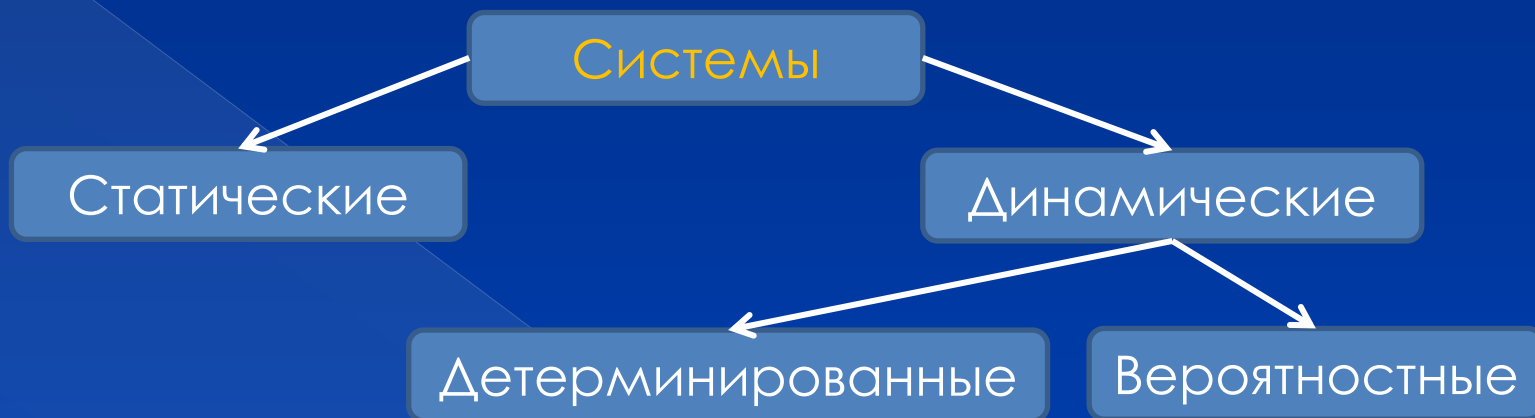 Системы
Статические
Динамические
Детерминированные
Вероятностные